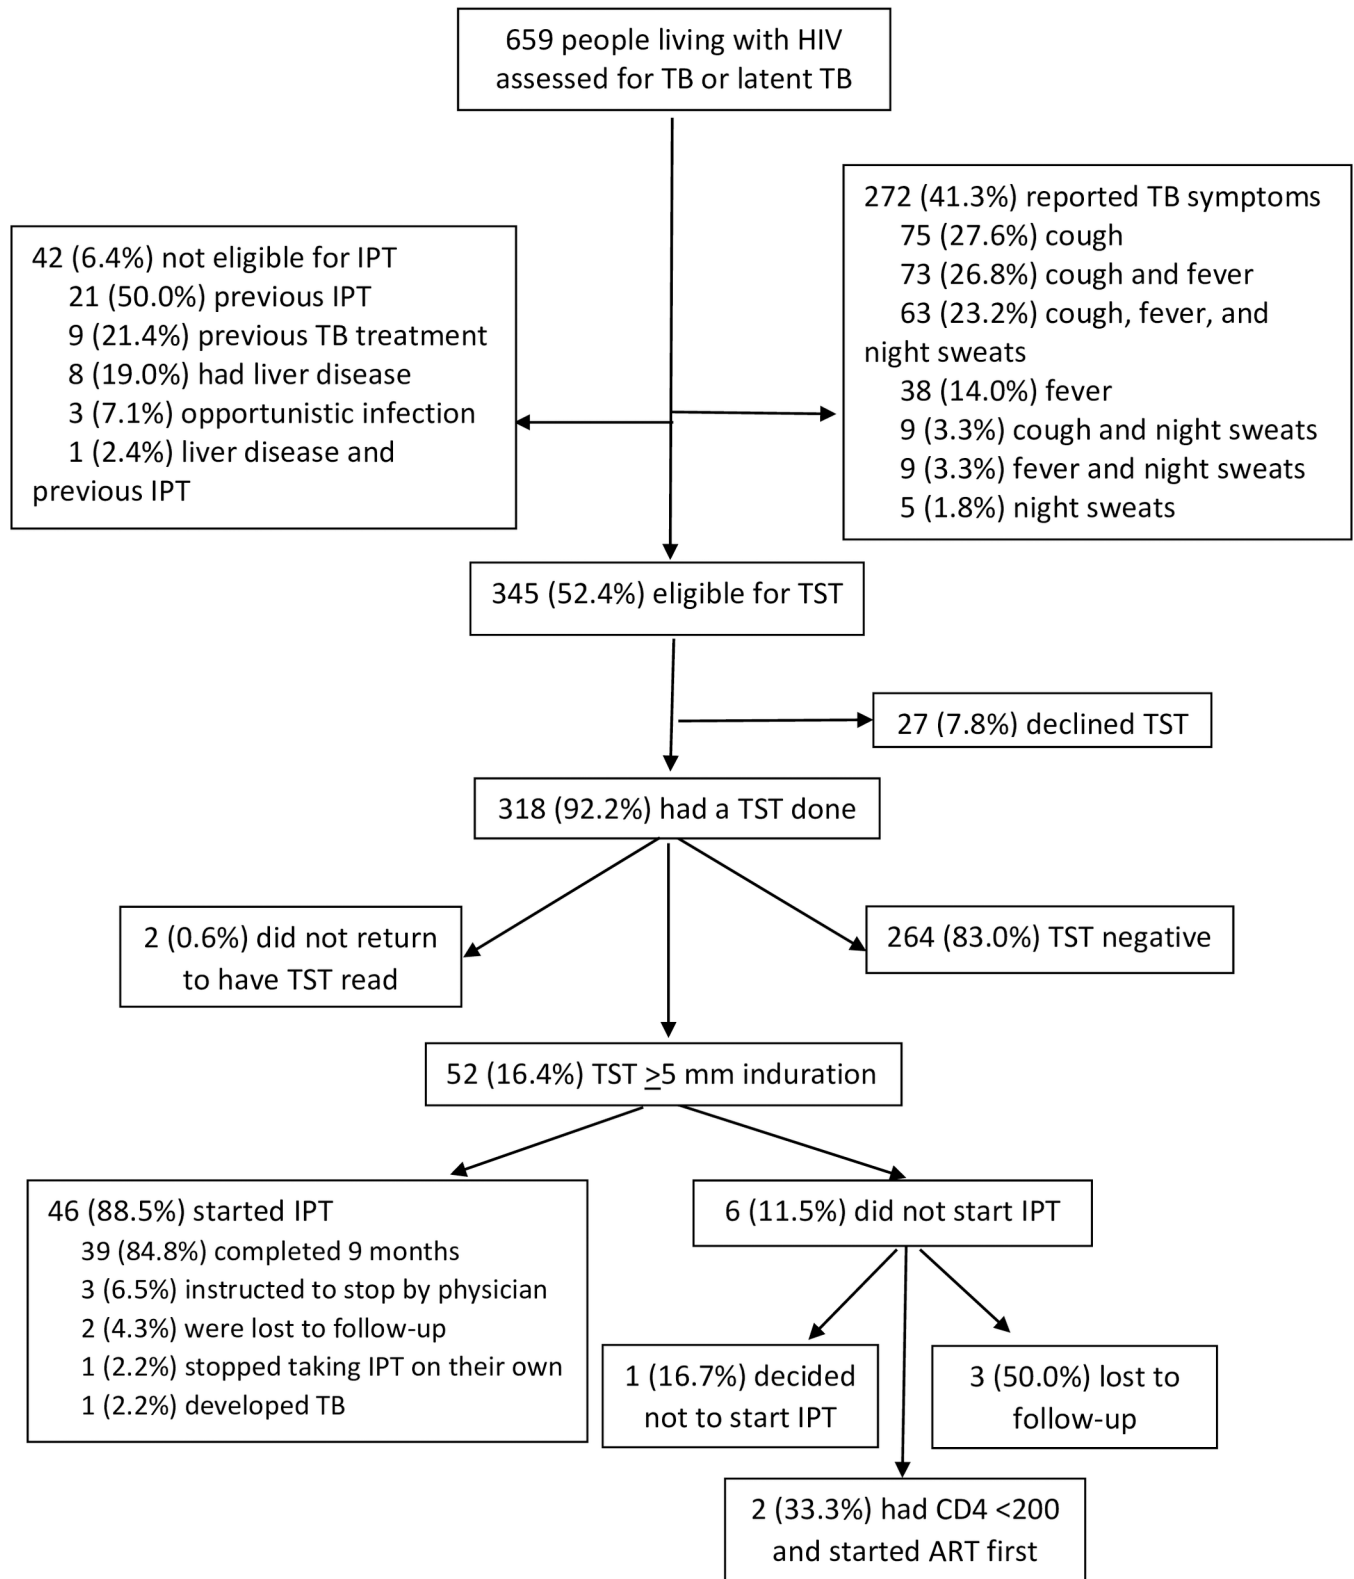 659 people living with HIV
assessed for TB or latent TB
272 (41.3%) reported TB symptoms
75 (27.6%) cough
73 (26.8%) cough and fever
63 (23.2%) cough, fever, and
night sweats
38 (14.0%) fever
9 (3.3%) cough and night sweats
9 (3.3%) fever and night sweats
5 (1.8%) night sweats
42 (6.4%) not eligible for IPT
21 (50.0%) previous IPT
9 (21.4%) previous TB treatment
8 (19.0%) had liver disease
3 (7.1%) opportunistic infection
1 (2.4%) liver disease and
previous IPT
345 (52.4%) eligible for TST
27 (7.8%) declined TST
318 (92.2%) had a TST done
2 (0.6%) did not return
to have TST read
264 (83.0%) TST negative
52 (16.4%) TST ≥5 mm induration
46 (88.5%) started IPT
39 (84.8%) completed 9 months
3 (6.5%) instructed to stop by physician
2 (4.3%) were lost to follow-up
1 (2.2%) stopped taking IPT on their own
1 (2.2%) developed TB
6 (11.5%) did not start IPT
1 (16.7%) decided
not to start IPT
3 (50.0%) lost to
follow-up
2 (33.3%) had CD4 <200
and started ART first